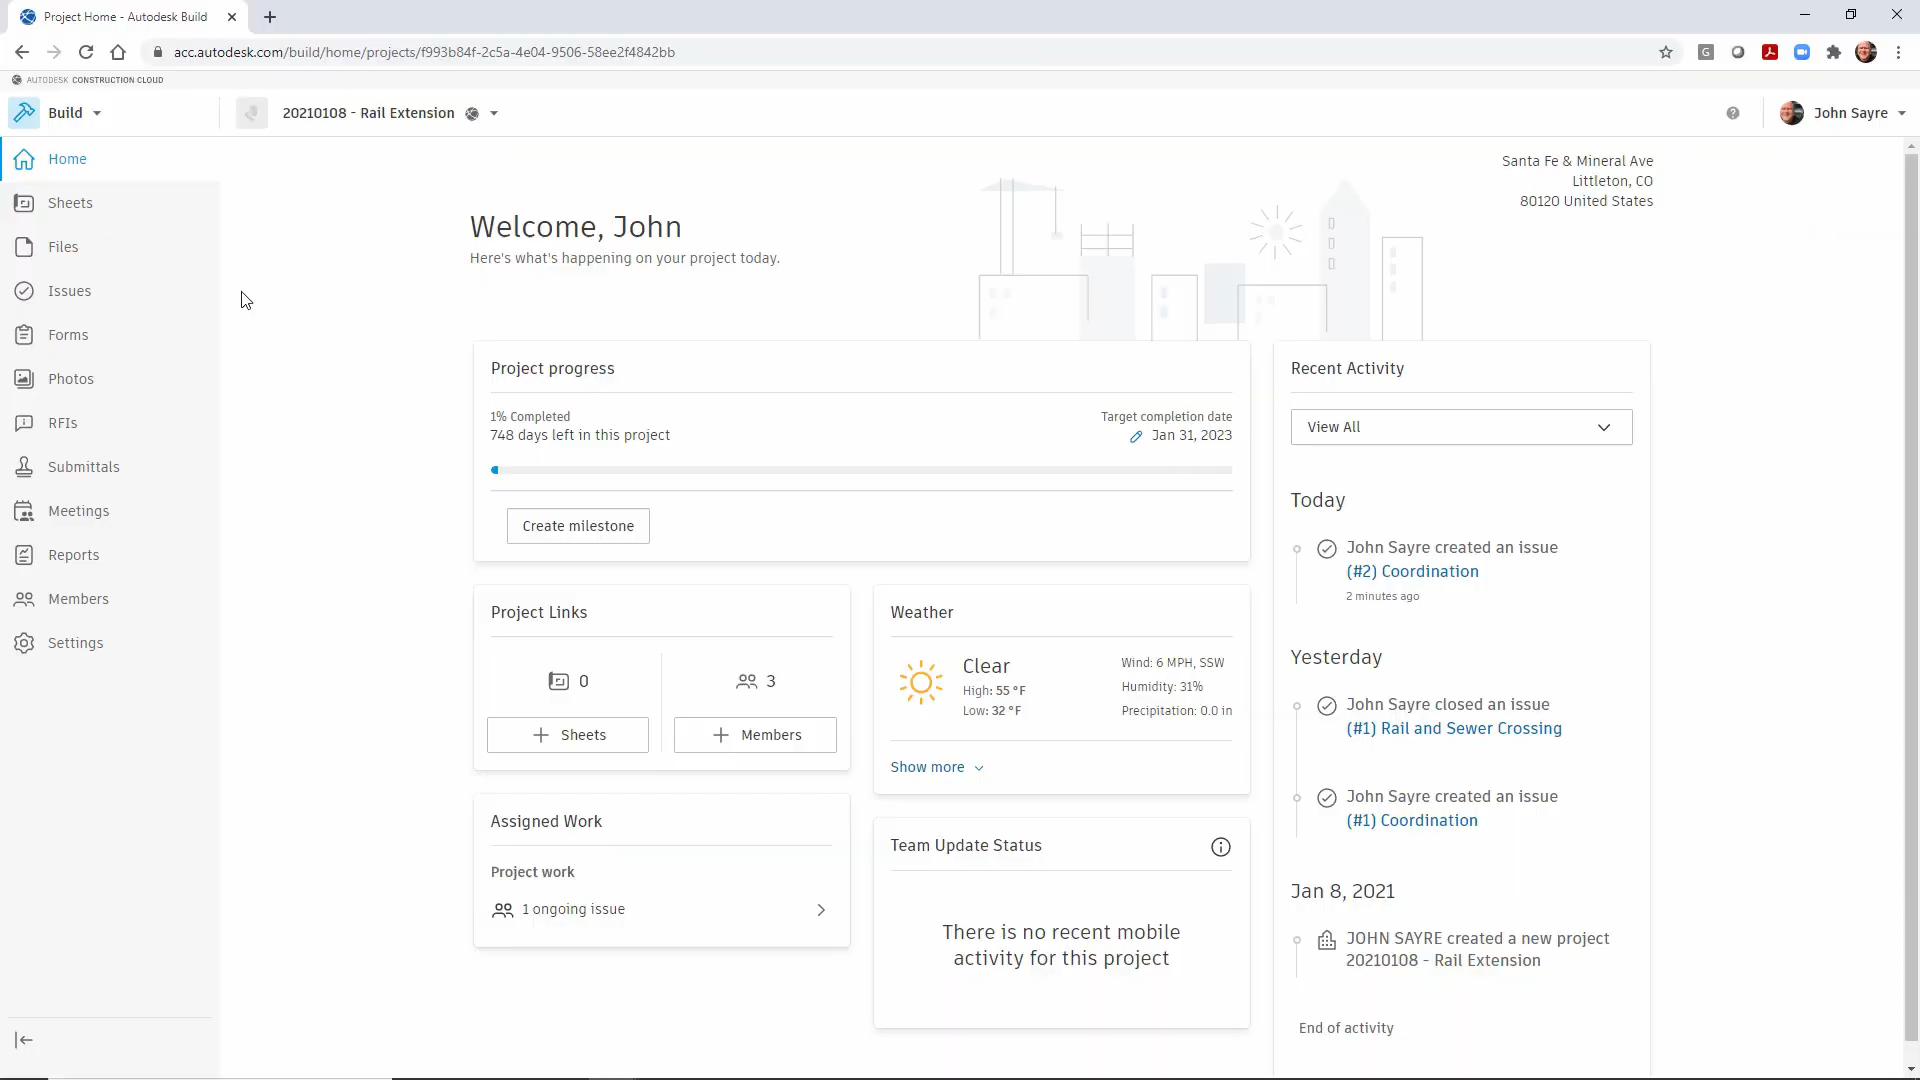 Project Home - Autodesk Build
acc.autodesk.com/build/home/projects/f993b84f-2c5a-4e04-9506-58ee2f4842bb
AUTODESK CONSTRUCTION CLOUD
Build
20210108 - Rail Extension
John Sayre
Home
Sheets
Files
Issues
Forms
Photos
RFIs
Submittals
Meetings
Reports
Members
Settings
Santa Fe & Mineral Ave
Littleton, CO
80120 United States
Welcome, John
Here's what's happening on your project today.
Project progress
1% Completed
748 days left in this project
Target completion date
Jan 31, 2023
Create milestone
Project Links
0
3
Sheets
Members
Weather
Clear
High: 55 °F
Low: 32 °F
Wind: 6 MPH, SSW
Humidity: 31%
Precipitation: 0.0 in
Show more
Assigned Work
Project work
1 ongoing issue
Team Update Status
There is no recent mobile
activity for this project
Recent Activity
View All
Today
John Sayre created an issue
(#2) Coordination
2 minutes ago
Yesterday
John Sayre closed an issue
(#1) Rail and Sewer Crossing
John Sayre created an issue
(#1) Coordination
Jan 8, 2021
JOHN SAYRE created a new project
20210108 - Rail Extension
End of activity